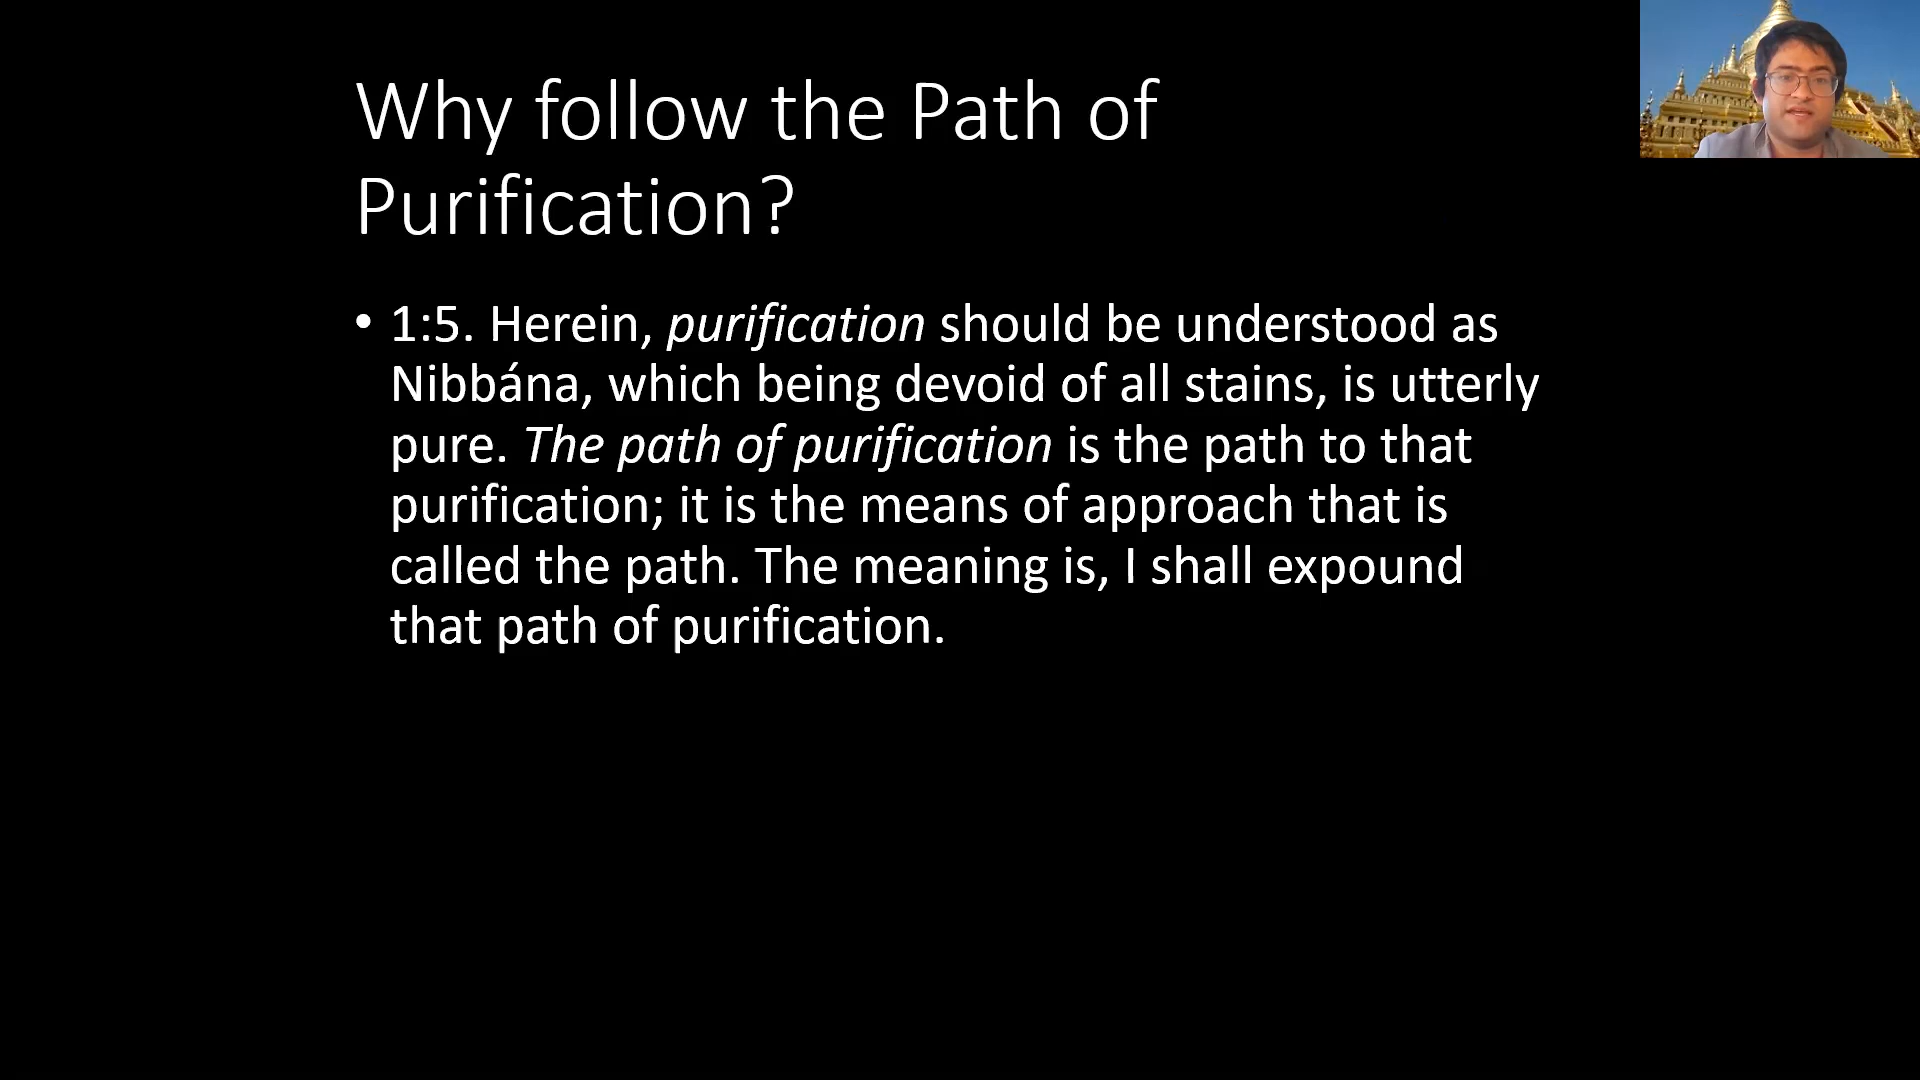 Why follow the Path of
Purification?
• 1:5. Herein, purification should be understood as
Nibbána, which being devoid of all stains, is utterly
pure. The path of purification is the path to that
purification; it is the means of approach that is
called the path. The meaning is, I shall expound
that path of purification.